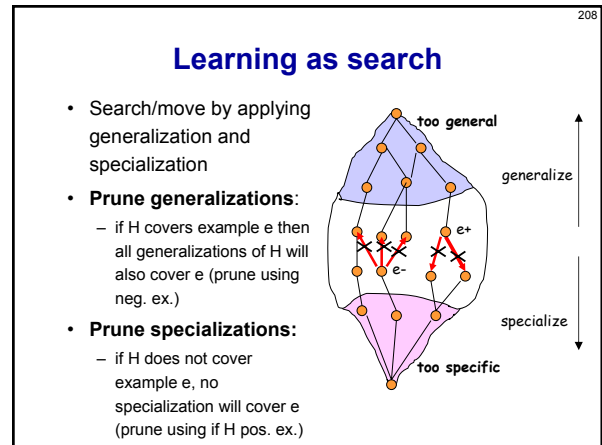 208
Learning as search
• Search/move by applying
generalization and
specialization
• Prune generalizations:
– if H covers example e then
all generalizations of H will
also cover e (prune using
neg. ex.)
• Prune specializations:
– if H does not cover
example e, no
specialization will cover e
(prune using if H pos. ex.)
too general
generalize
e+
e-
specialize
too specific